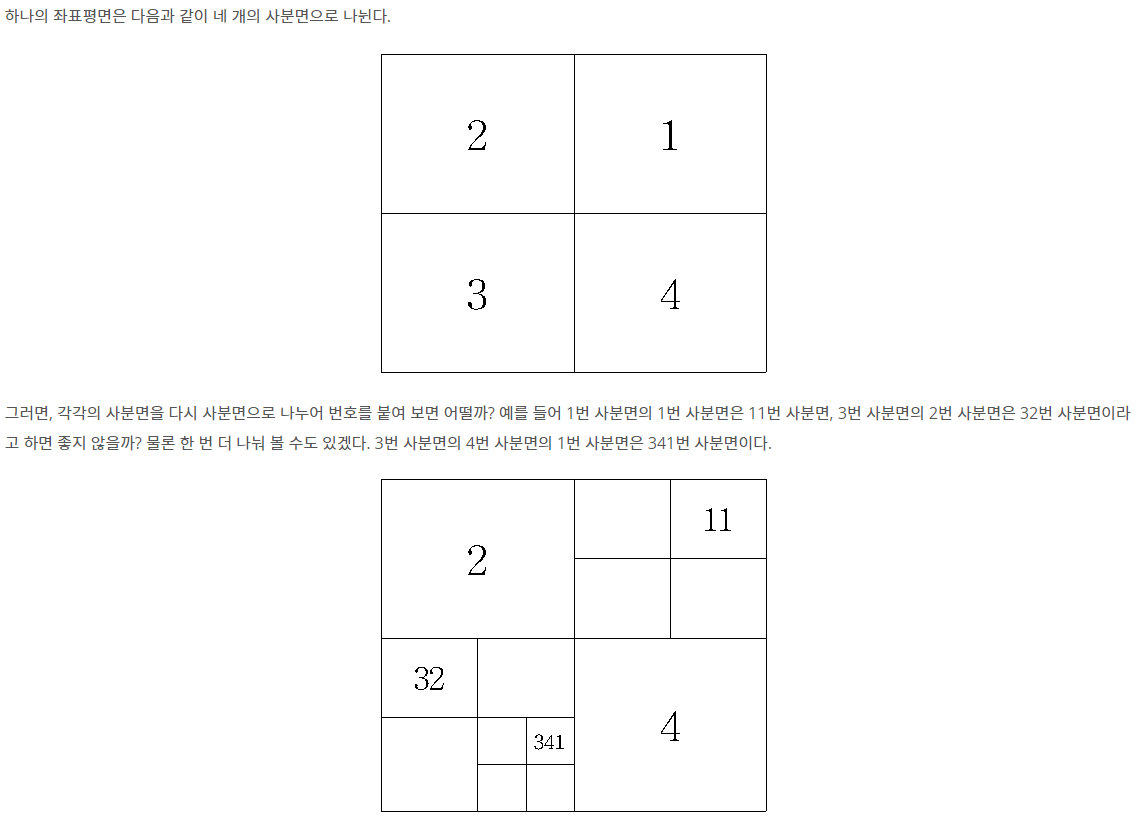 하나의 좌표평면은 다음과 같이 네 개의 사분면으로 나뉜다.
2 1
3 4
그러면, 각각의 사분면을 다시 사분면으로 나누어 번호를 붙여 보면 어떨까? 예를 들어 1번 사분면의 1번 사분면은 11번 사분면, 3번 사분면의 2번 사분면은 32번 사분면이라
고 하면 좋지 않을까? 물론 한 번 더 나눠 볼 수도 있겠다. 3번 사분면의 4번 사분면의 1번 사분면은 341번 사분면이다.
11
2
32
4
341